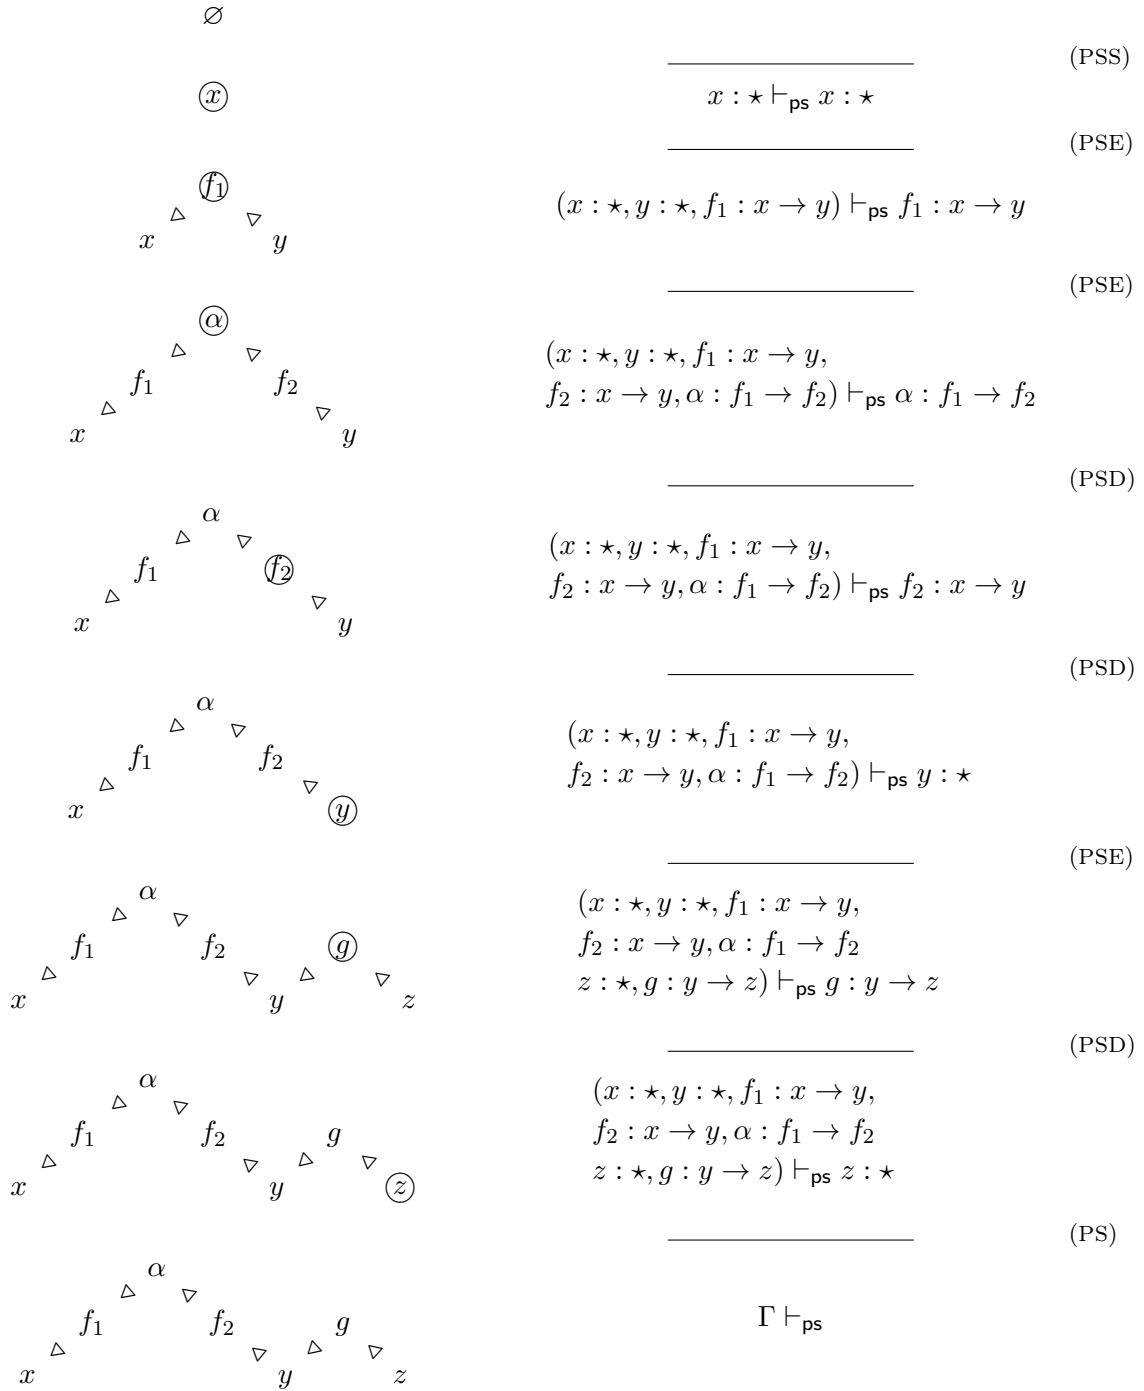 ∅
(PSS)
x x : ⋆ ⊢ps x : ⋆
(PSE)
f₁
x y
(x : ⋆, y : ⋆, f₁ : x → y) ⊢ps f₁ : x → y
(PSE)
α
f₁ f₂
x y
(x : ⋆, y : ⋆, f₁ : x → y,
f₂ : x → y, α : f₁ → f₂) ⊢ps α : f₁ → f₂
(PSD)
α
f₁ f₂
x y
(x : ⋆, y : ⋆, f₁ : x → y,
f₂ : x → y, α : f₁ → f₂) ⊢ps f₂ : x → y
(PSD)
α
f₁ f₂
x y
(x : ⋆, y : ⋆, f₁ : x → y,
f₂ : x → y, α : f₁ → f₂) ⊢ps y : ⋆
(PSE)
α
f₁ f₂ g
x y z
(x : ⋆, y : ⋆, f₁ : x → y,
f₂ : x → y, α : f₁ → f₂
z : ⋆, g : y → z) ⊢ps g : y → z
(PSD)
α
f₁ f₂ g
x y z
(x : ⋆, y : ⋆, f₁ : x → y,
f₂ : x → y, α : f₁ → f₂
z : ⋆, g : y → z) ⊢ps z : ⋆
(PS)
α
f₁ f₂ g
x y z
Γ ⊢ps